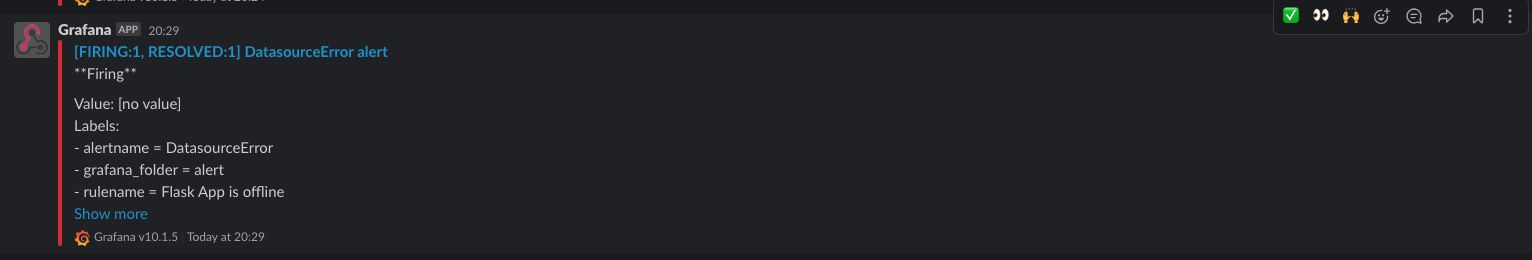 Grafana APP 20:29
[FIRING:1, RESOLVED:1] DatasourceError alert
**Firing**
Value: [no value]
Labels:
- alertname = DatasourceError
- grafana_folder = alert
- rulename = Flask App is offline
Show more
Grafana v10.1.5 | Today at 20:29